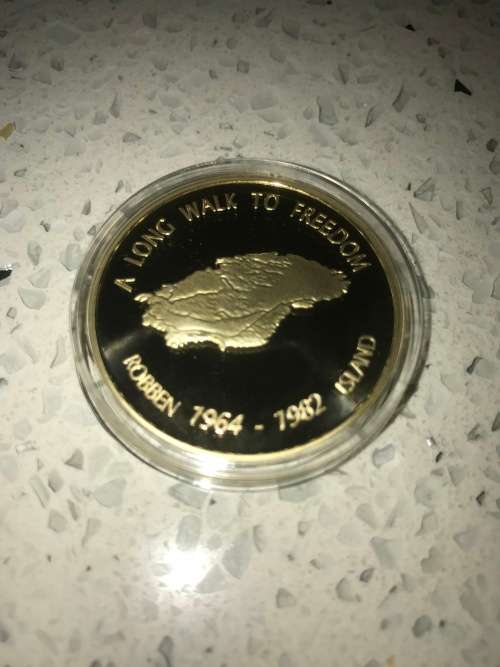 A LONG WALK TO FREEDOM
ROBBEN 1964 - 1982 ISLAND